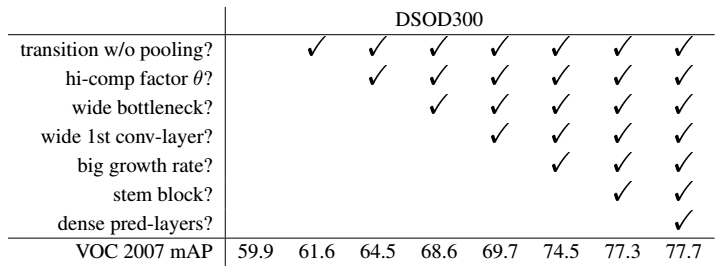 DSOD300
transition w/o pooling? ✓ ✓ ✓ ✓ ✓ ✓ ✓
hi-comp factor θ? ✓ ✓ ✓ ✓ ✓ ✓
wide bottleneck? ✓ ✓ ✓ ✓ ✓
wide 1st conv-layer? ✓ ✓ ✓ ✓
big growth rate? ✓ ✓ ✓
stem block? ✓ ✓
dense pred-layers? ✓
VOC 2007 mAP 59.9 61.6 64.5 68.6 69.7 74.5 77.3 77.7